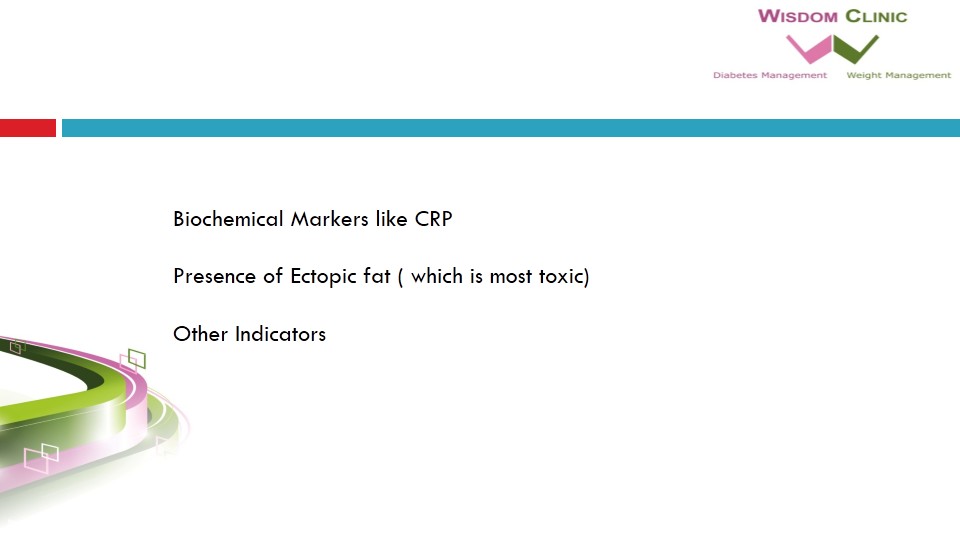 WISDOM CLINIC
Diabetes Management Weight Management
Biochemical Markers like CRP
Presence of Ectopic fat ( which is most toxic)
Other Indicators